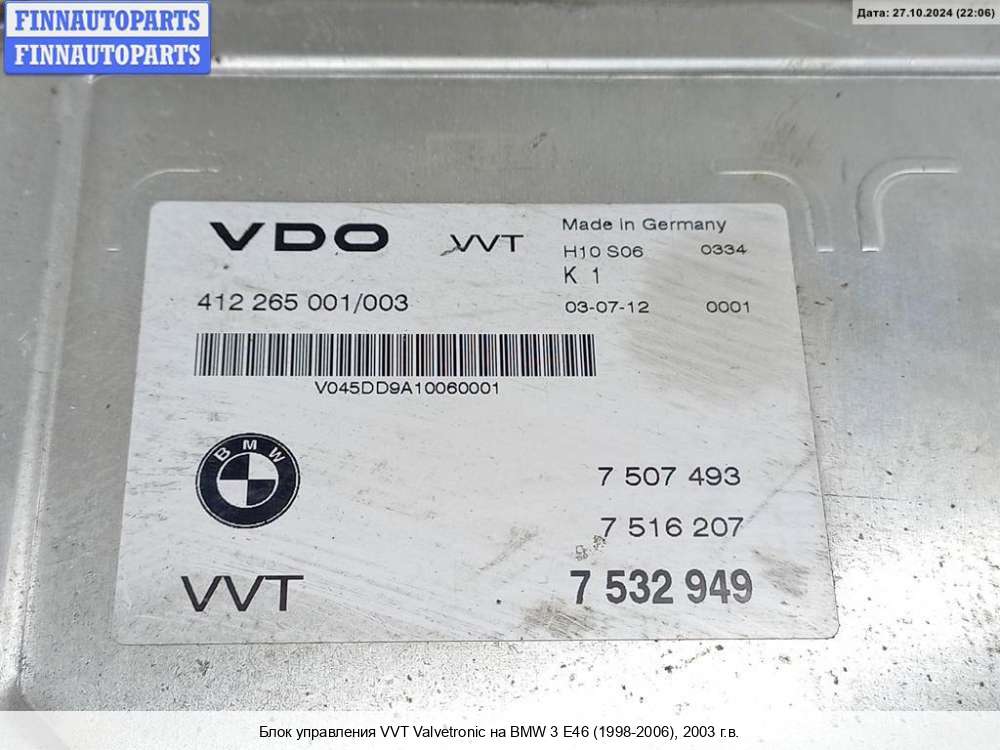 FINNAUTOPARTS
FINNAUTOPARTS
Дата: 27.10.2024 (22:06)
VDO VVT
Made in Germany
H10 S06 0334
K 1
412 265 001/003
03-07-12 0001
V045DD9A10060001
BMW
7 507 493
7 516 207
VVT
7 532 949
Блок управления VVT Valvetronic на BMW 3 E46 (1998-2006), 2003 г.в.